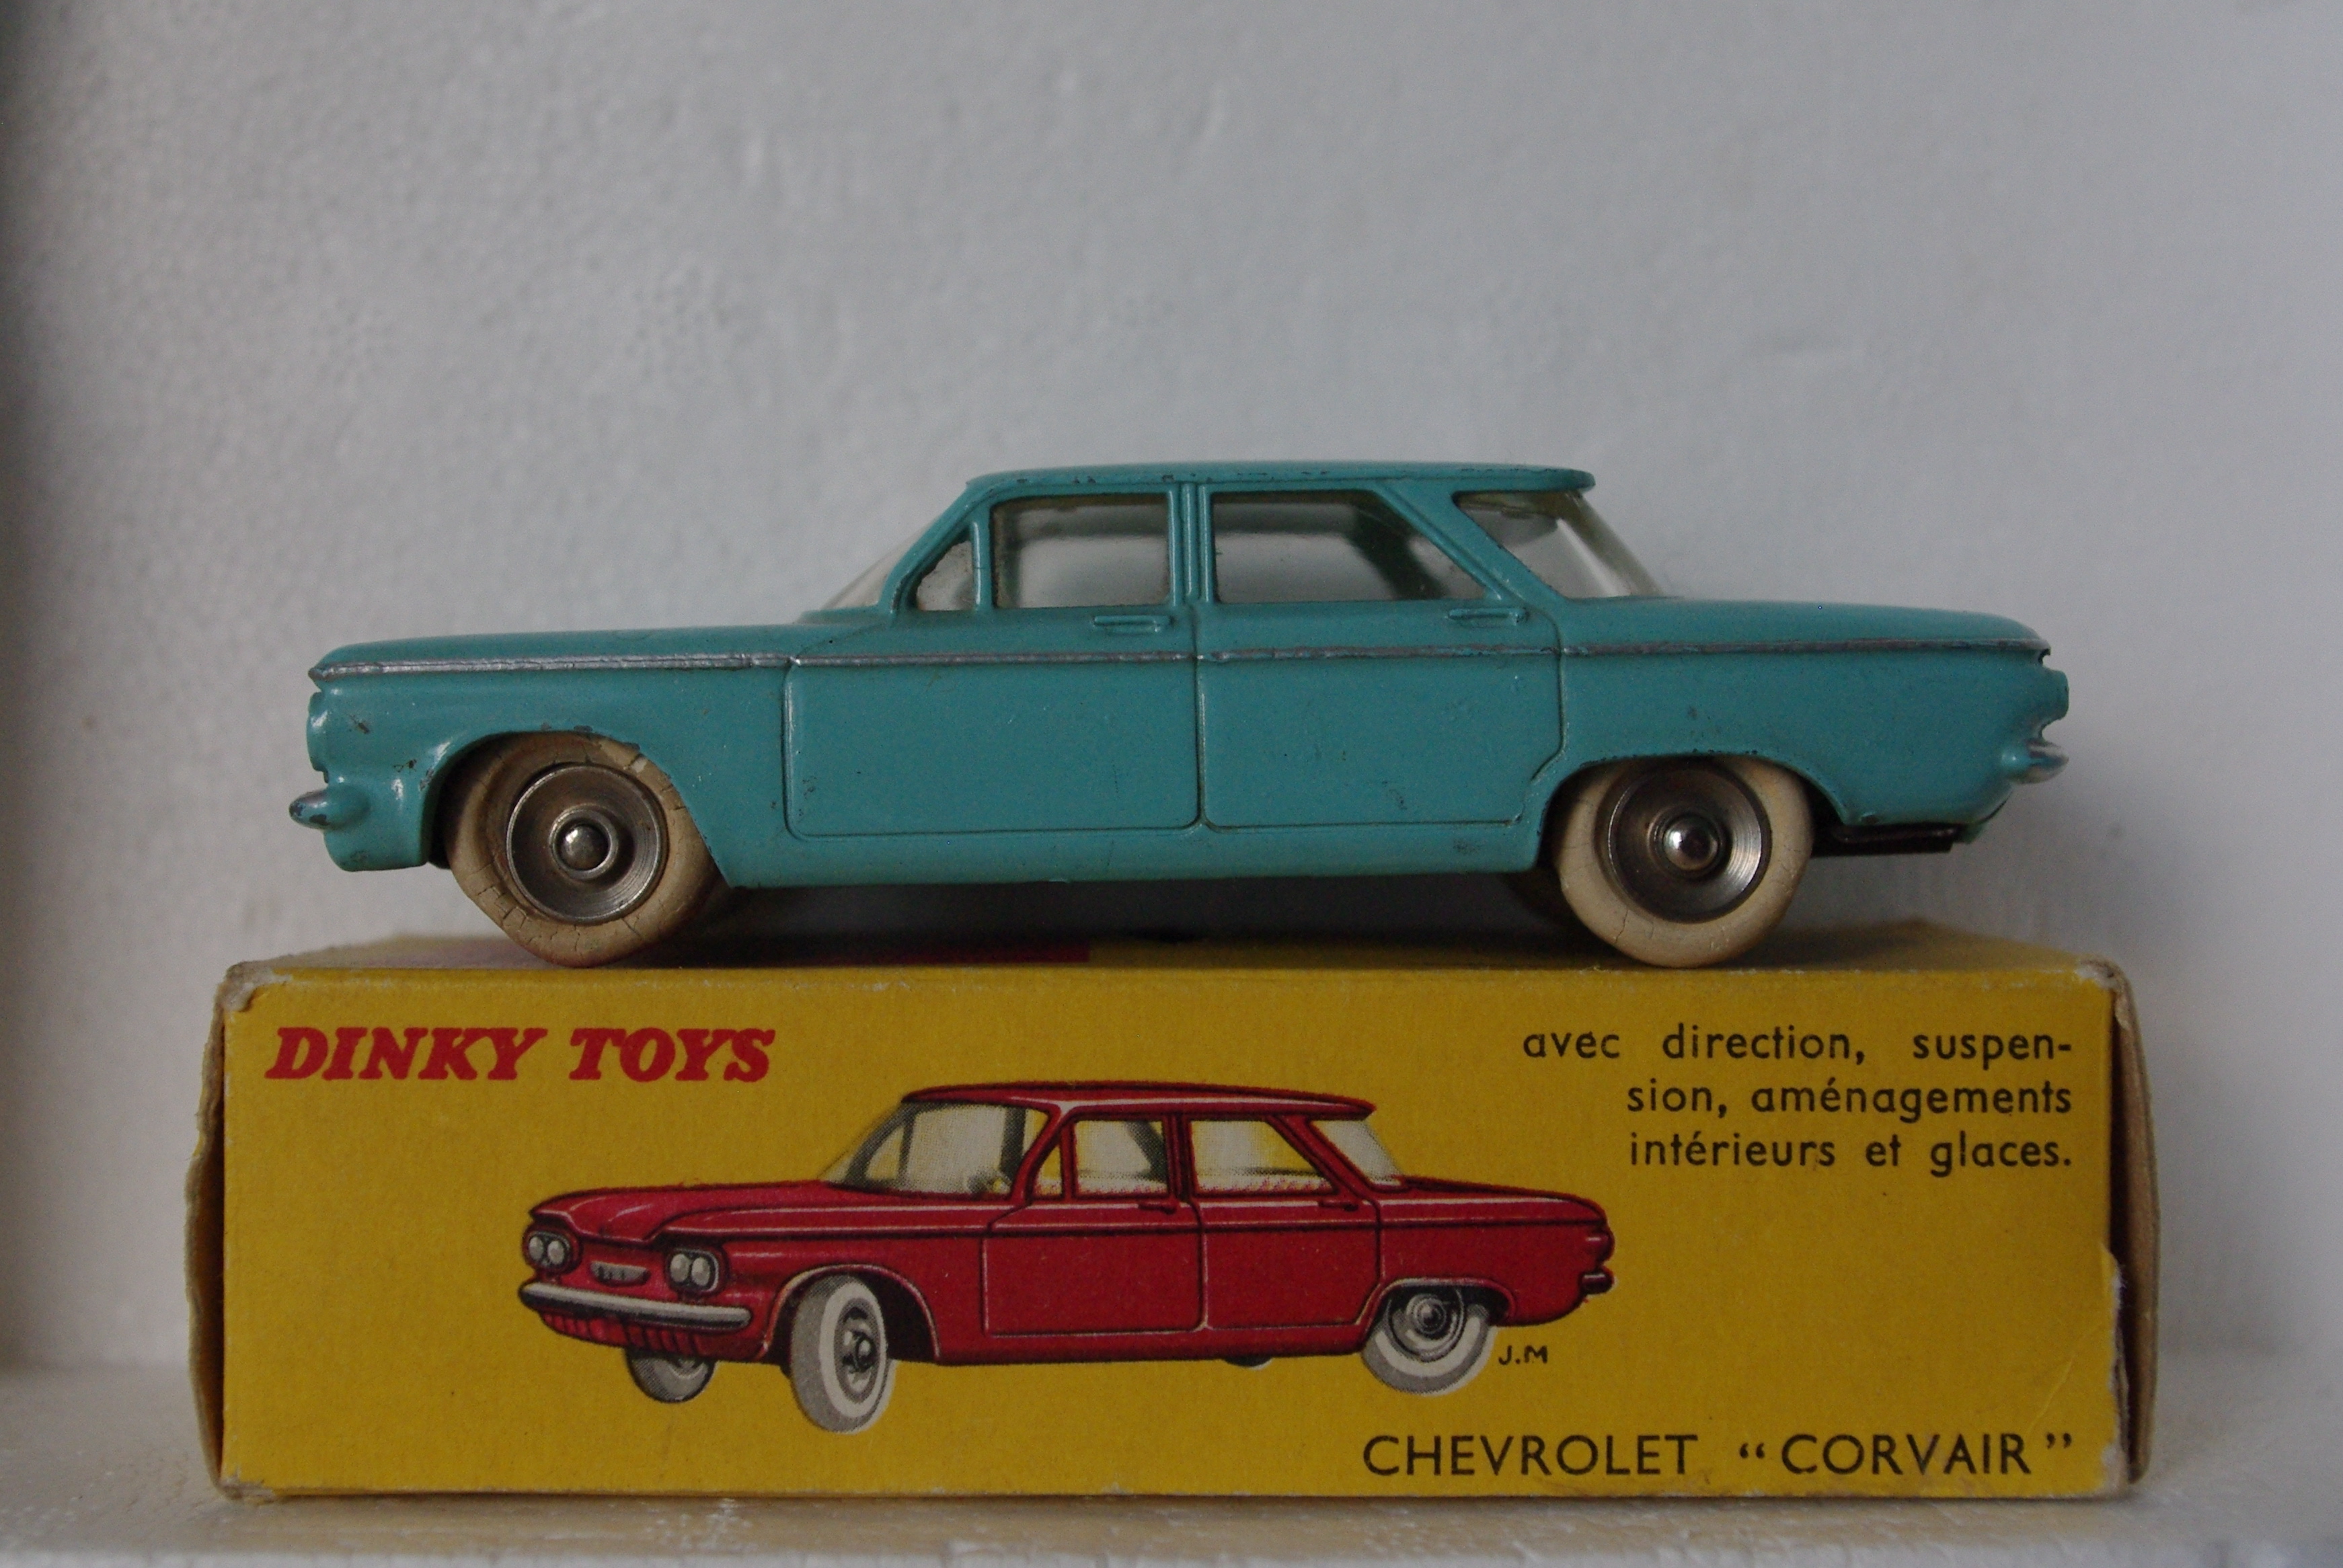 DINKY TOYS
avec direction, suspen-
sion, aménagements
intérieurs et glaces.
J.M
CHEVROLET “CORVAIR”